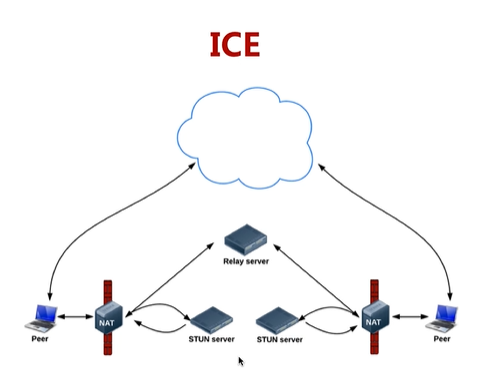 ICE
Relay server
NAT
NAT
Peer
STUN server
STUN server
Peer